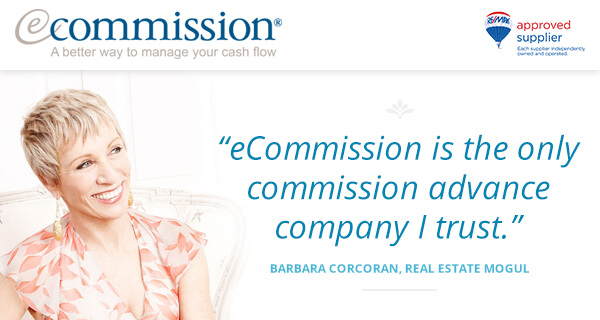 ecommission®
A better way to manage your cash flow
RE/MAX
approved
supplier
Each supplier independently
owned and operated.
“eCommission is the only
commission advance
company I trust.”
BARBARA CORCORAN, REAL ESTATE MOGUL